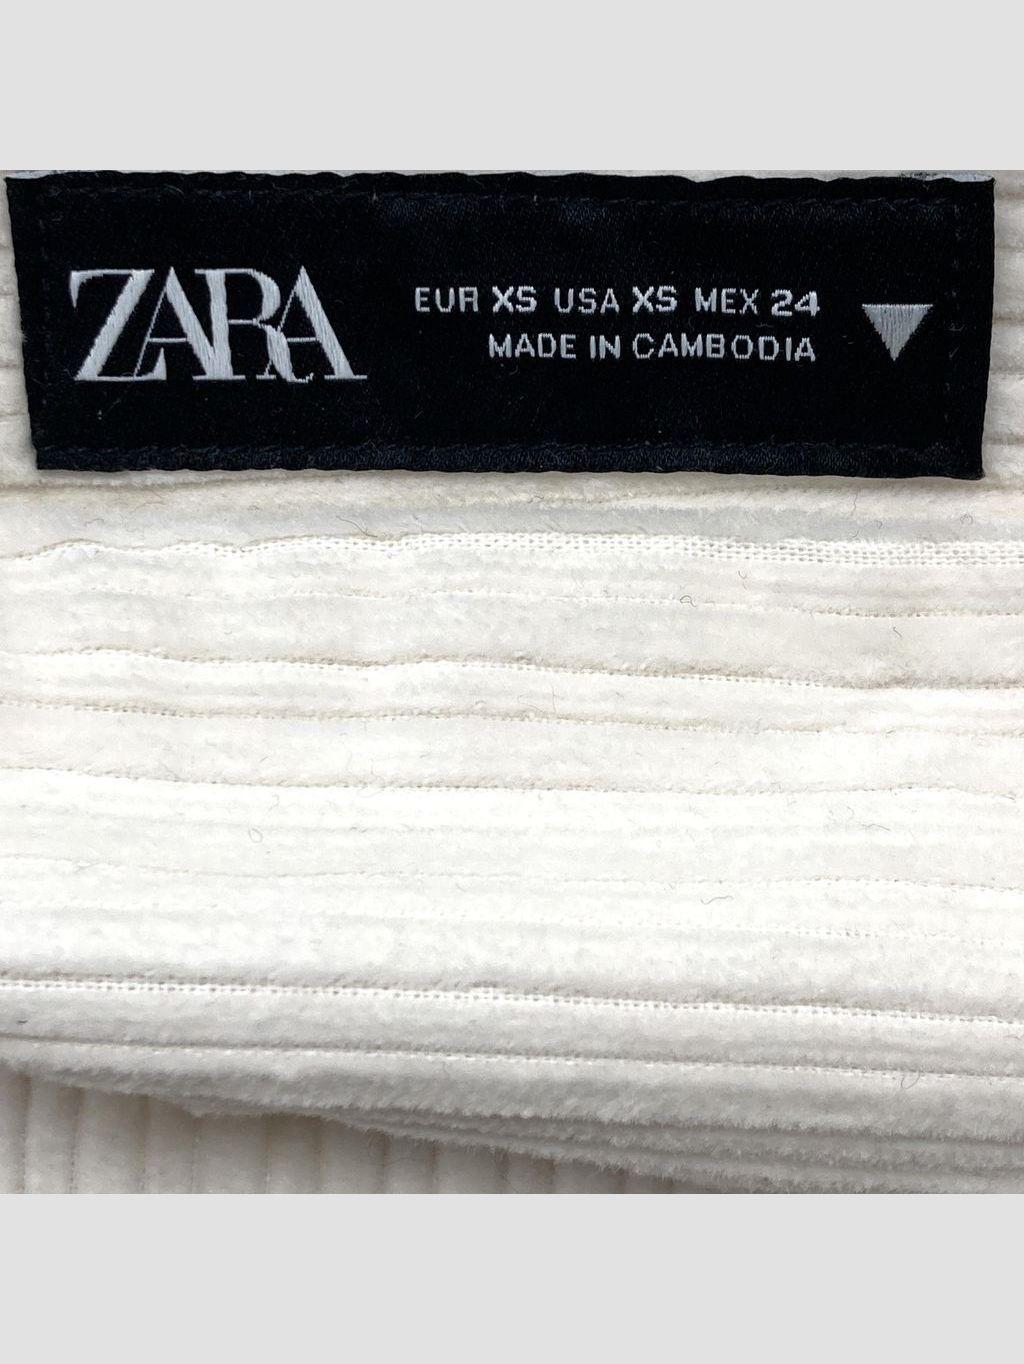 ZARA
EUR XS USA XS MEX 24
MADE IN CAMBODIA